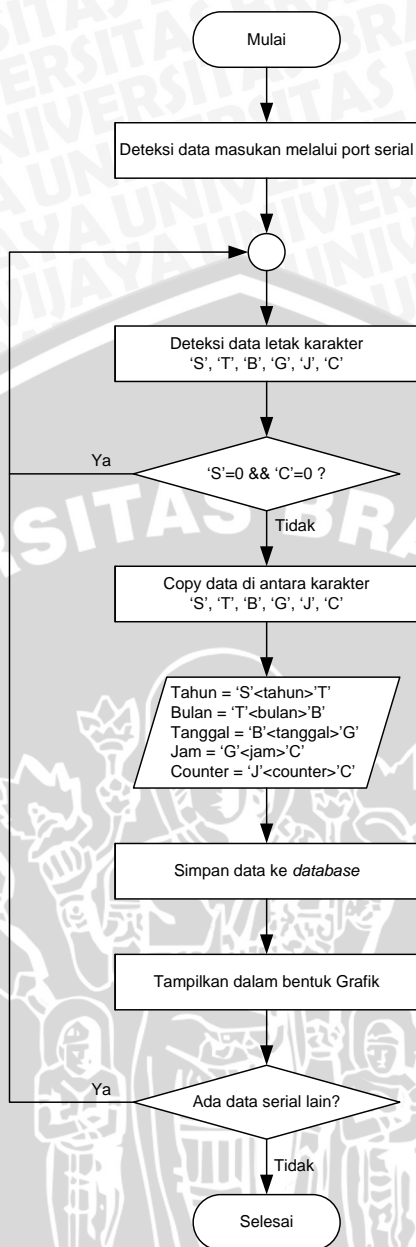 Mulai
Deteksi data masukan melalui port serial
Deteksi data letak karakter
‘S’, ‘T’, ‘B’, ‘G’, ‘J’, ‘C’
Ya
‘S’=0 && ‘C’=0 ?
Tidak
Copy data di antara karakter
‘S’, ‘T’, ‘B’, ‘G’, ‘J’, ‘C’
Tahun = ‘S’<tahun>’T’
Bulan = ‘T’<bulan>’B’
Tanggal = ‘B’<tanggal>’G’
Jam = ‘G’<jam>’C’
Counter = ‘J’<counter>’C’
Simpan data ke database
Tampilkan dalam bentuk Grafik
Ya
Ada data serial lain?
Tidak
Selesai